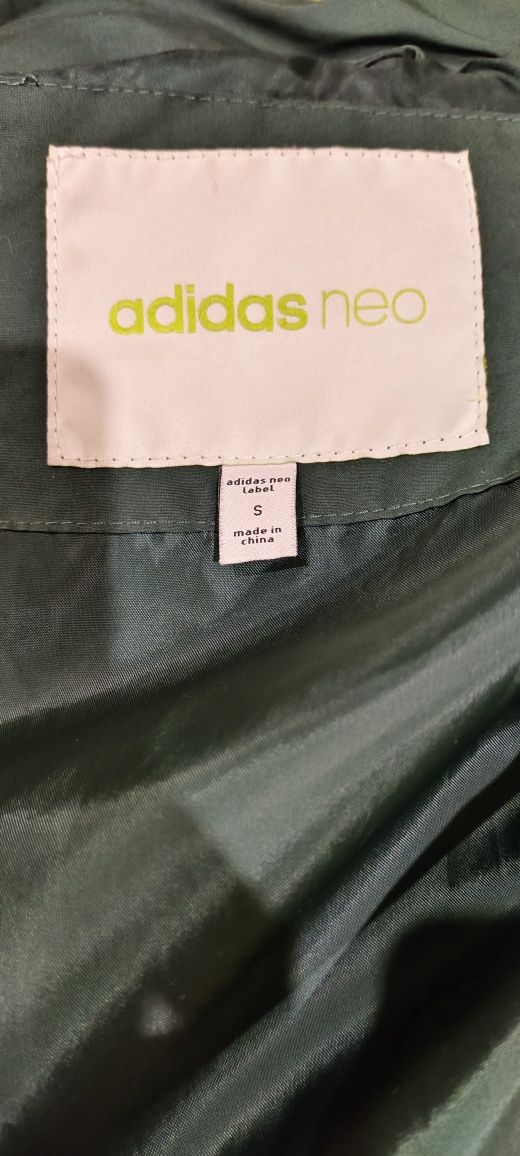 adidas neo
adidas neo
label
S
made in
china